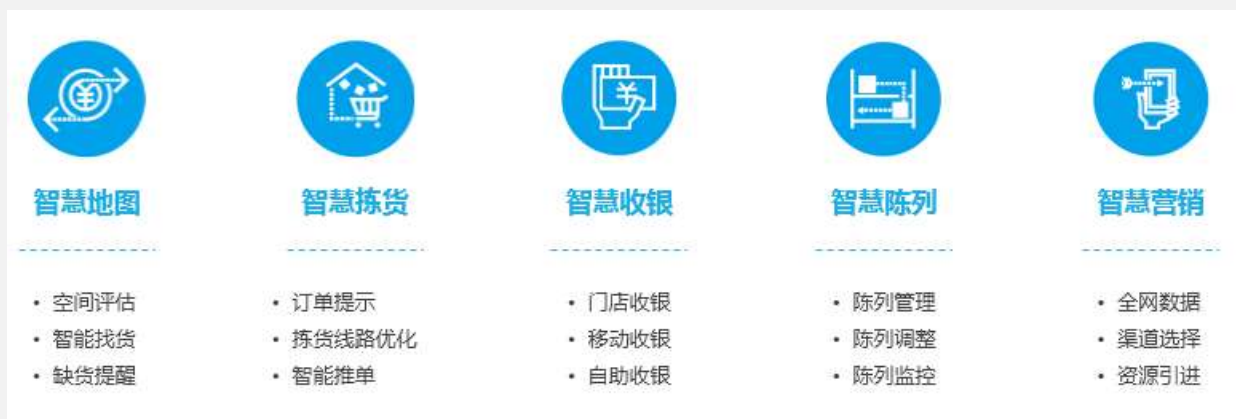 智慧地图
智慧拣货
智慧收银
智慧陈列
智慧营销
• 空间评估
• 智能找货
• 缺货提醒
• 订单提示
• 拣货线路优化
• 智能推单
• 门店收银
• 移动收银
• 自助收银
• 陈列管理
• 陈列调整
• 陈列监控
• 全网数据
• 渠道选择
• 资源引进